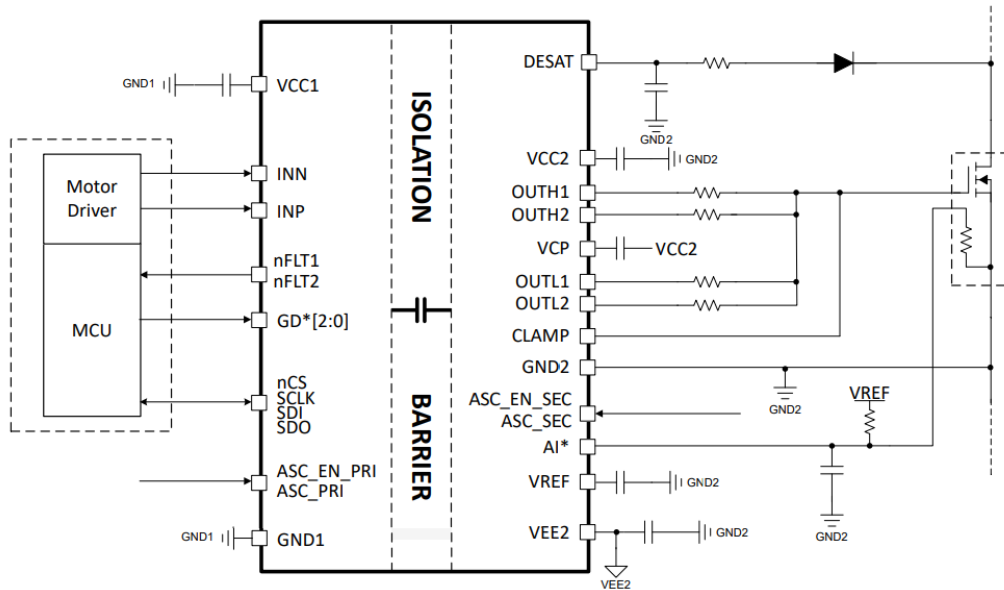 GND1
VCC1
Motor
Driver
MCU
INN
INP
nFLT1
nFLT2
GD*[2:0]
nCS
SCLK
SDI
SDO
ASC_EN_PRI
ASC_PRI
GND1
GND1
ISOLATION
BARRIER
DESAT
GND2
VCC2
GND2
OUTH1
OUTH2
VCP
VCC2
OUTL1
OUTL2
CLAMP
GND2
GND2
ASC_EN_SEC
ASC_SEC
VREF
AI*
VREF
GND2
GND2
VEE2
GND2
VEE2